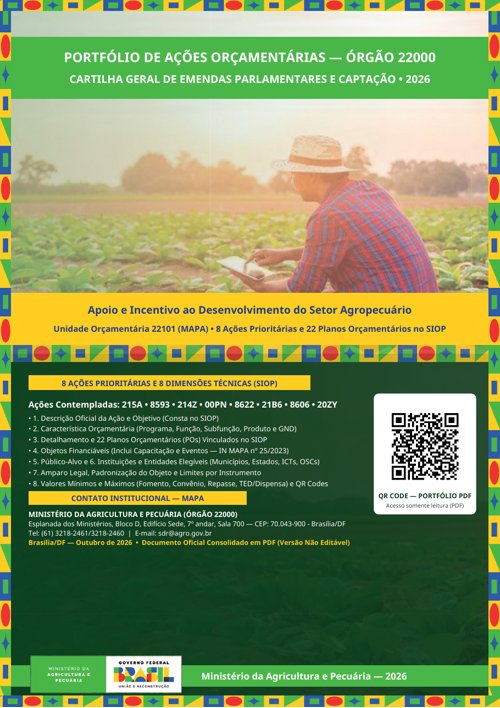 PORTFÓLIO DE AÇÕES ORÇAMENTÁRIAS — ÓRGÃO 22000
CARTILHA GERAL DE EMENDAS PARLAMENTARES E CAPTAÇÃO • 2026
Apoio e Incentivo ao Desenvolvimento do Setor Agropecuário
Unidade Orçamentária 22101 (MAPA) • 8 Ações Prioritárias e 22 Planos Orçamentários no SIOP
8 AÇÕES PRIORITÁRIAS E 8 DIMENSÕES TÉCNICAS (SIOP)
Ações Contempladas: 215A • 8593 • 214Z • 00PN • 8622 • 21B6 • 8606 • 20ZY
• 1. Descrição Oficial da Ação e Objetivo (Consta no SIOP)
• 2. Característica Orçamentária (Programa, Função, Subfunção, Produto e GND)
• 3. Detalhamento e 22 Planos Orçamentários (POs) Vinculados no SIOP
• 4. Objetos Financiáveis (Inclui Capacitação e Eventos — IN MAPA nº 25/2023)
• 5. Público-Alvo e 6. Instituições e Entidades Elegíveis (Municípios, Estados, ICTs, OSCs)
• 7. Amparo Legal, Padronização do Objeto e Limites por Instrumento
• 8. Valores Mínimos e Máximos (Fomento, Convênio, Repasse, TED/Dispensa) e QR Codes
QR CODE — PORTFÓLIO PDF
Acesso somente leitura (PDF)
CONTATO INSTITUCIONAL — MAPA
MINISTÉRIO DA AGRICULTURA E PECUÁRIA (ÓRGÃO 22000)
Esplanada dos Ministérios, Bloco D, Edifício Sede, 7º andar, Sala 700 — CEP: 70.043-900 - Brasília/DF
Tel: (61) 3218-2461/3218-2460 | E-mail: sdr@agro.gov.br
Brasília/DF — Outubro de 2026 • Documento Oficial Consolidado em PDF (Versão Não Editável)
MINISTÉRIO DA
AGRICULTURA E
PECUÁRIA
GOVERNO FEDERAL
BRASIL
UNIÃO E RECONSTRUÇÃO
Ministério da Agricultura e Pecuária — 2026